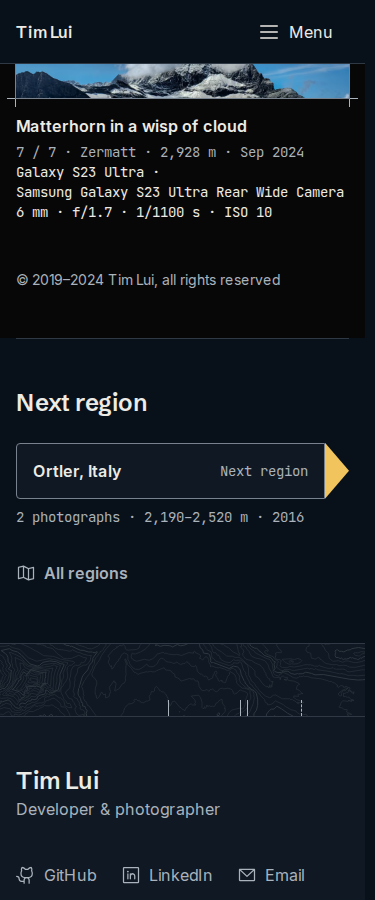 Tim Lui
Menu
Matterhorn in a wisp of cloud
7 / 7 · Zermatt · 2,928 m · Sep 2024
Galaxy S23 Ultra ·
Samsung Galaxy S23 Ultra Rear Wide Camera
6 mm · f/1.7 · 1/1100 s · ISO 10
© 2019–2024 Tim Lui, all rights reserved
Next region
Ortler, Italy Next region
2 photographs · 2,190–2,520 m · 2016
All regions
Tim Lui
Developer & photographer
GitHub LinkedIn Email